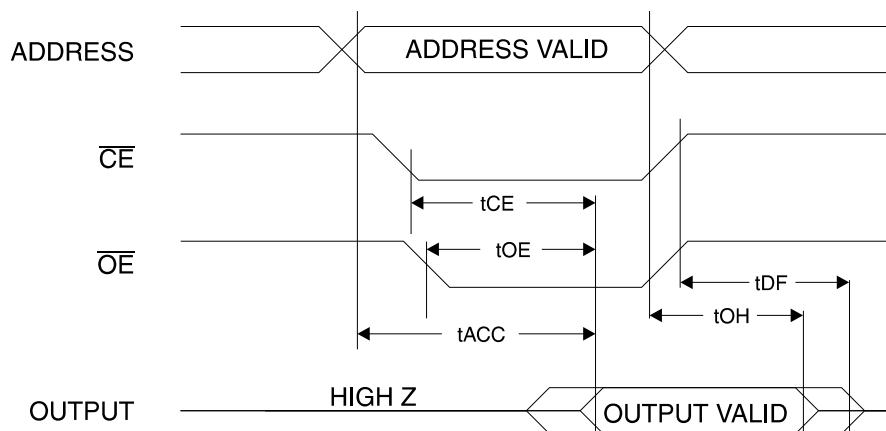 ADDRESS
ADDRESS VALID
CE
tCE
OE
tOE
tDF
tOH
tACC
HIGH Z
OUTPUT
OUTPUT VALID